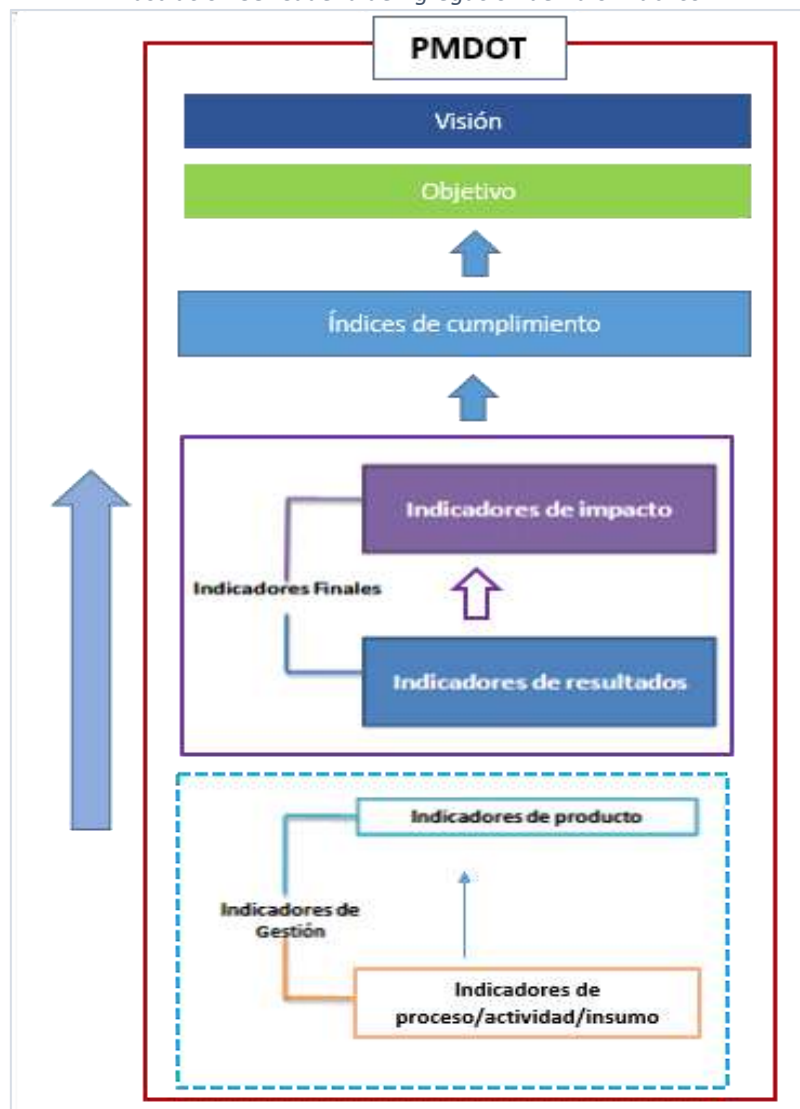 PMDOT
Visión
Objetivo
Índices de cumplimiento
Indicadores de impacto
Indicadores Finales
Indicadores de resultados
Indicadores de producto
Indicadores de
Gestión
Indicadores de
proceso/actividad/insumo